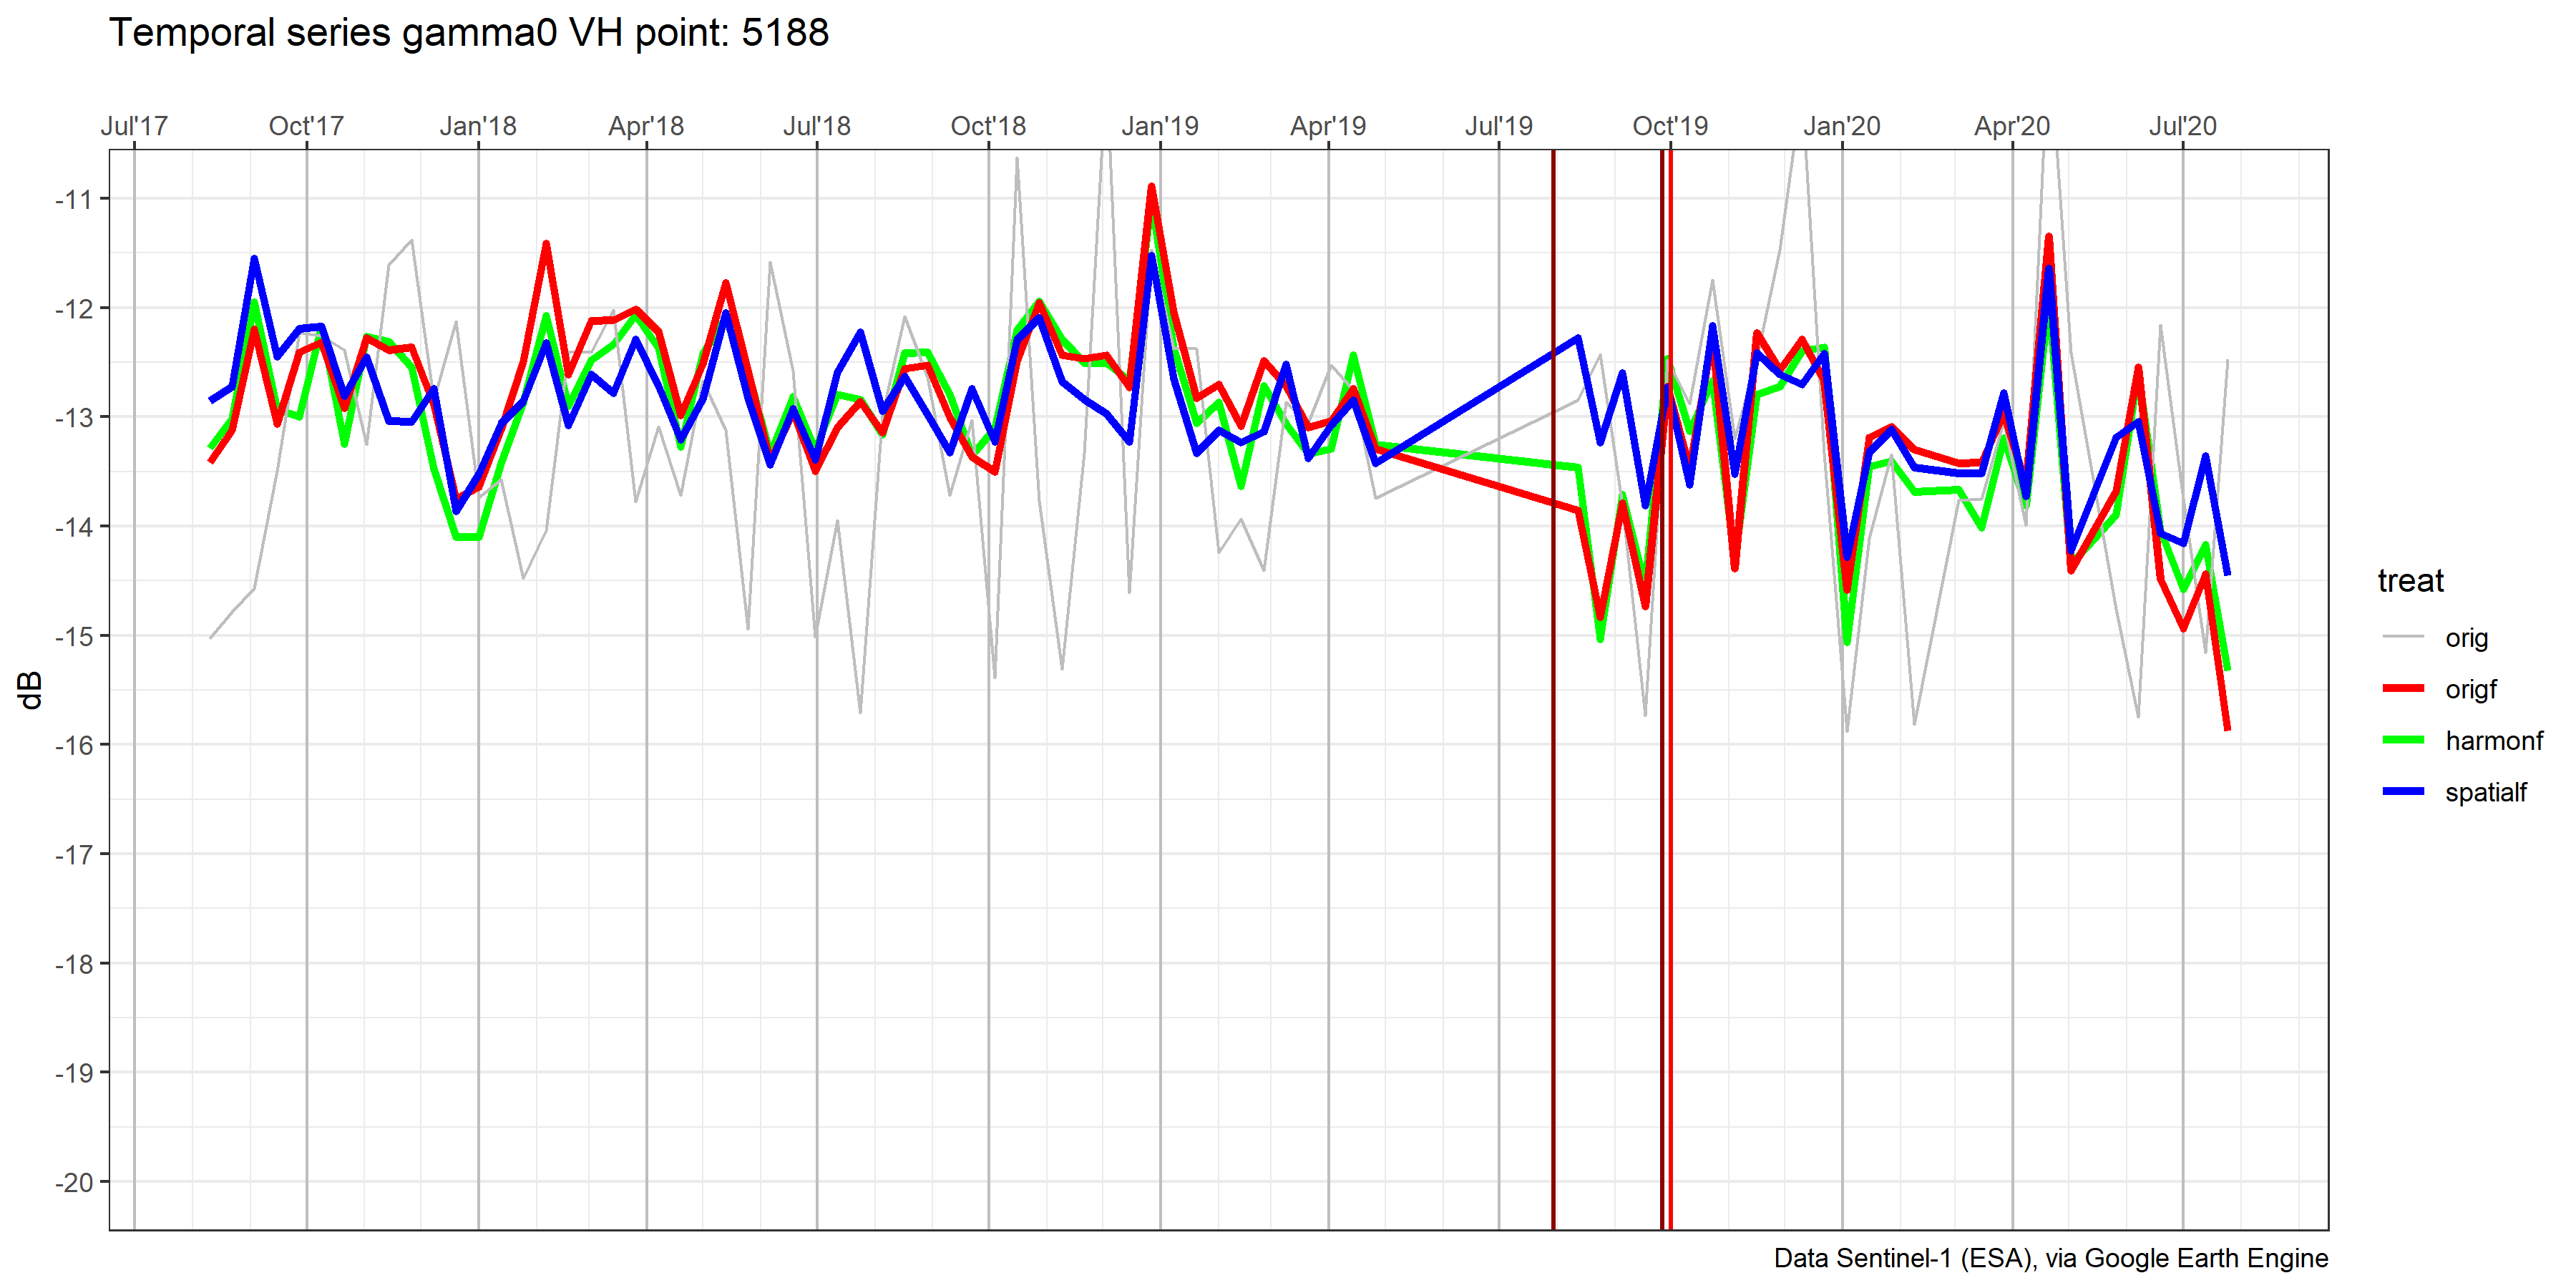 Temporal series gamma0 VH point: 5188
Jul'17 Oct'17 Jan'18 Apr'18 Jul'18 Oct'18 Jan'19 Apr'19 Jul'19 Oct'19 Jan'20 Apr'20 Jul'20
-11
-12
-13
-14
-15
-16
-17
-18
-19
-20
dB
treat
orig
origf
harmonf
spatialf
Data Sentinel-1 (ESA), via Google Earth Engine